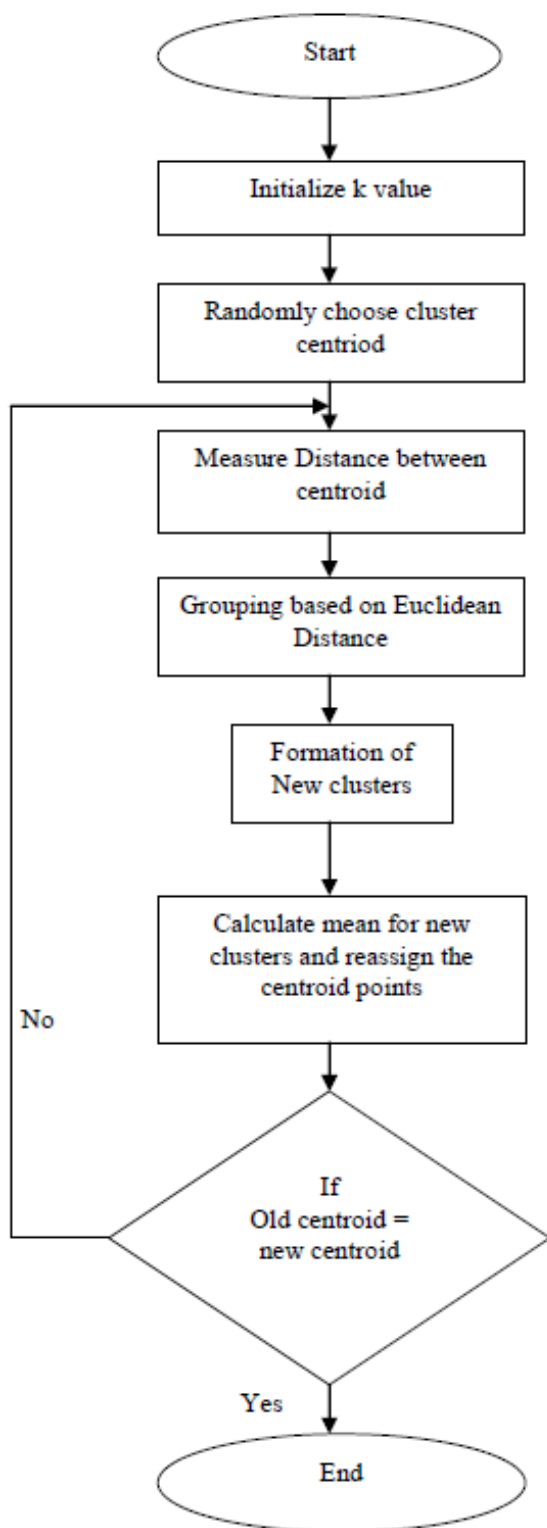 Start
Initialize k value
Randomly choose cluster
centriod
Measure Distance between
centroid
Grouping based on Euclidean
Distance
Formation of
New clusters
Calculate mean for new
clusters and reassign the
centroid points
No
If
Old centroid =
new centroid
Yes
End